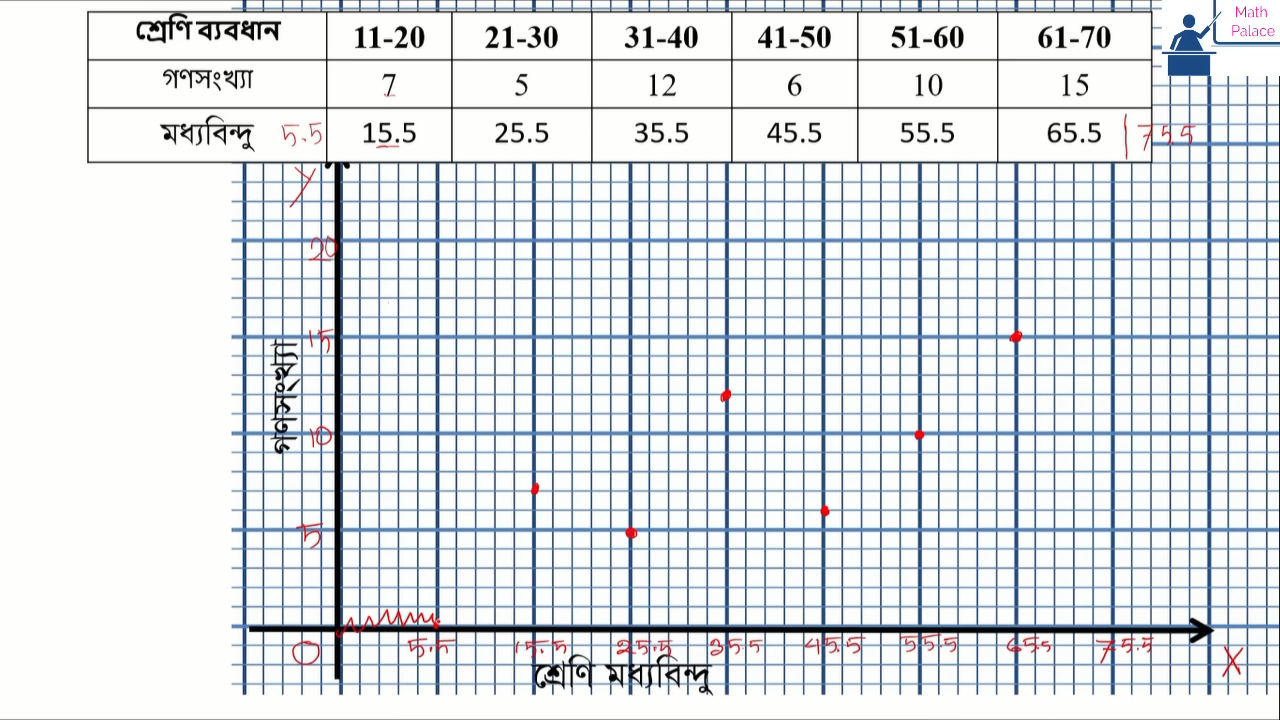 Math
Palace
শ্রেণি ব্যবধান 11-20 21-30 31-40 41-50 51-60 61-70
গণসংখ্যা 7 5 12 6 10 15
মধ্যবিন্দু 5.5 15.5 25.5 35.5 45.5 55.5 65.5 75.5
y
20
15
গণসংখ্যা
10
5
0 5.5 15.5 25.5 35.5 45.5 55.5 65.5 75.5
X
শ্রেণি মধ্যবিন্দু